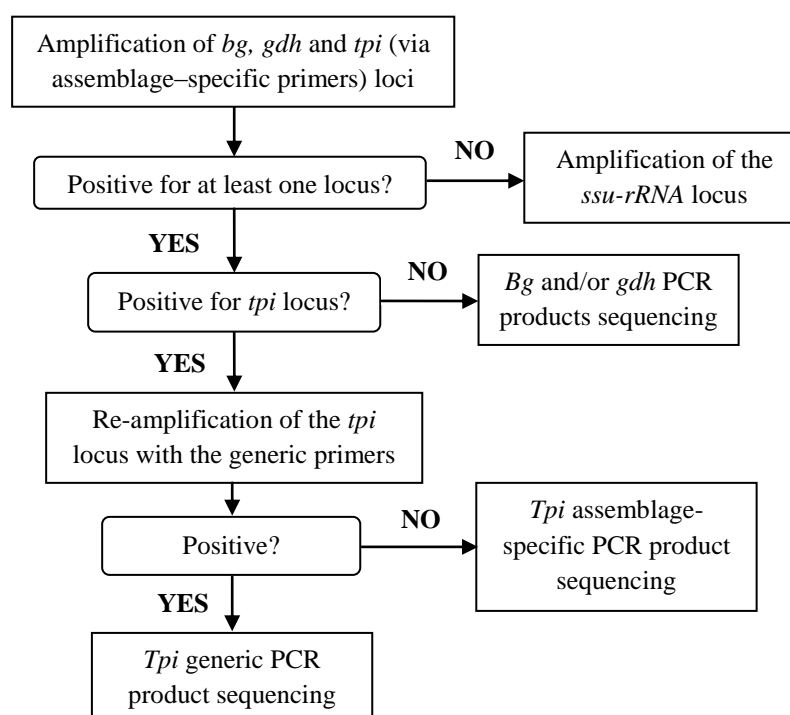 Amplification of bg, gdh and tpi (via
assemblage–specific primers) loci
NO
Positive for at least one locus?
Amplification of the
ssu-rRNA locus
YES
NO
Positive for tpi locus?
Bg and/or gdh PCR
products sequencing
YES
Re-amplification of the tpi
locus with the generic primers
NO
Positive?
Tpi assemblage-
specific PCR product
sequencing
YES
Tpi generic PCR
product sequencing